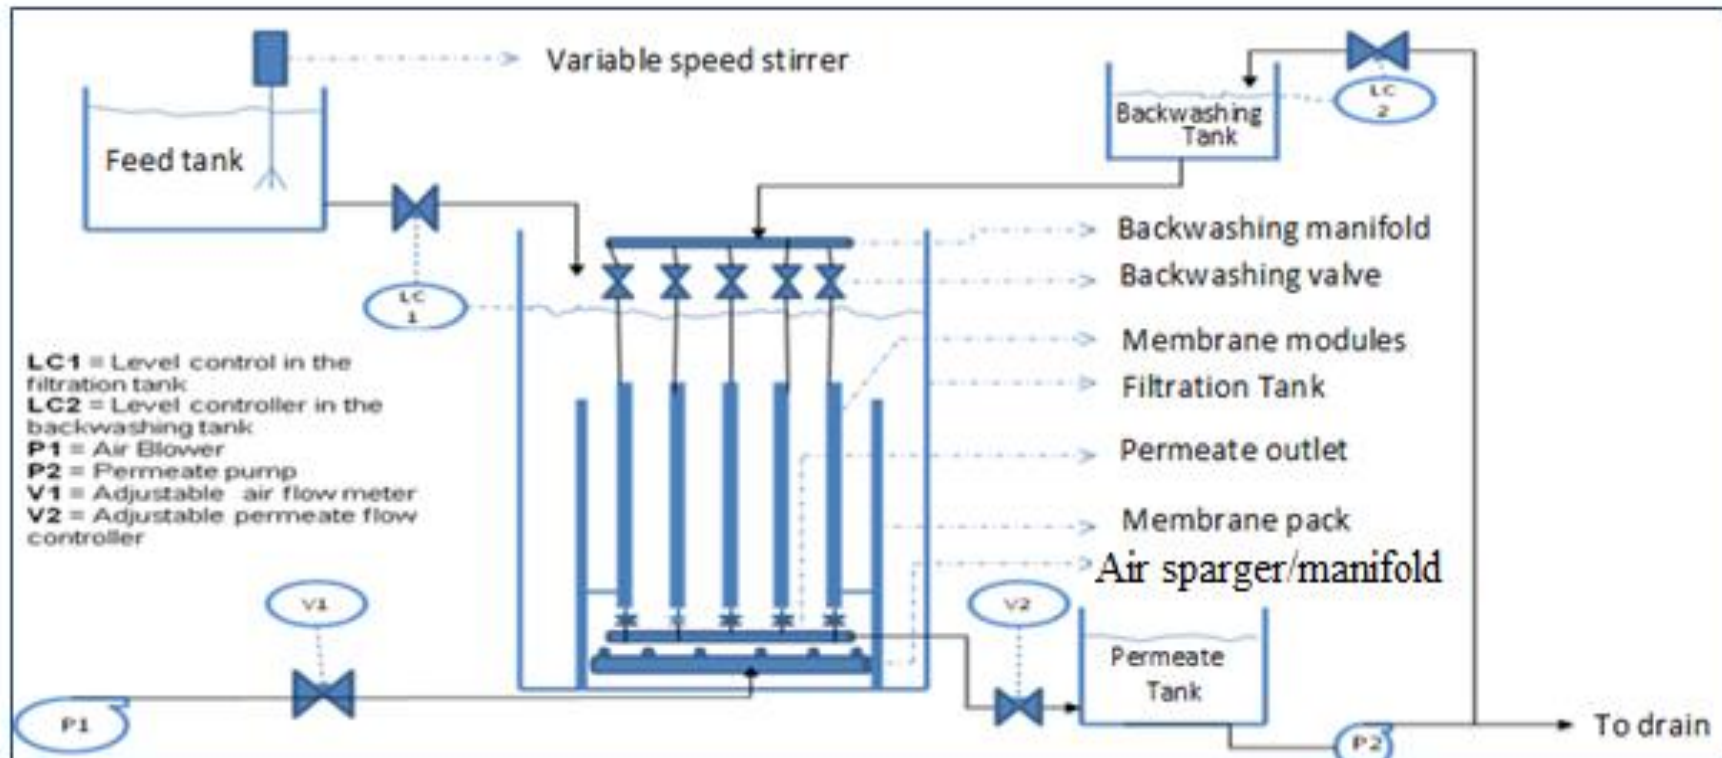 Variable speed stirrer
Feed tank
LC
2
Backwashing
Tank
Backwashing manifold
Backwashing valve
LC
1
Membrane modules
Filtration Tank
LC1 = Level control in the
filtration tank
LC2 = Level controller in the
backwashing tank
P1 = Air Blower
P2 = Permeate pump
V1 = Adjustable air flow meter
V2 = Adjustable permeate flow
controller
Permeate outlet
Membrane pack
Air sparger/manifold
V1
V2
Permeate
Tank
P1
P2
To drain